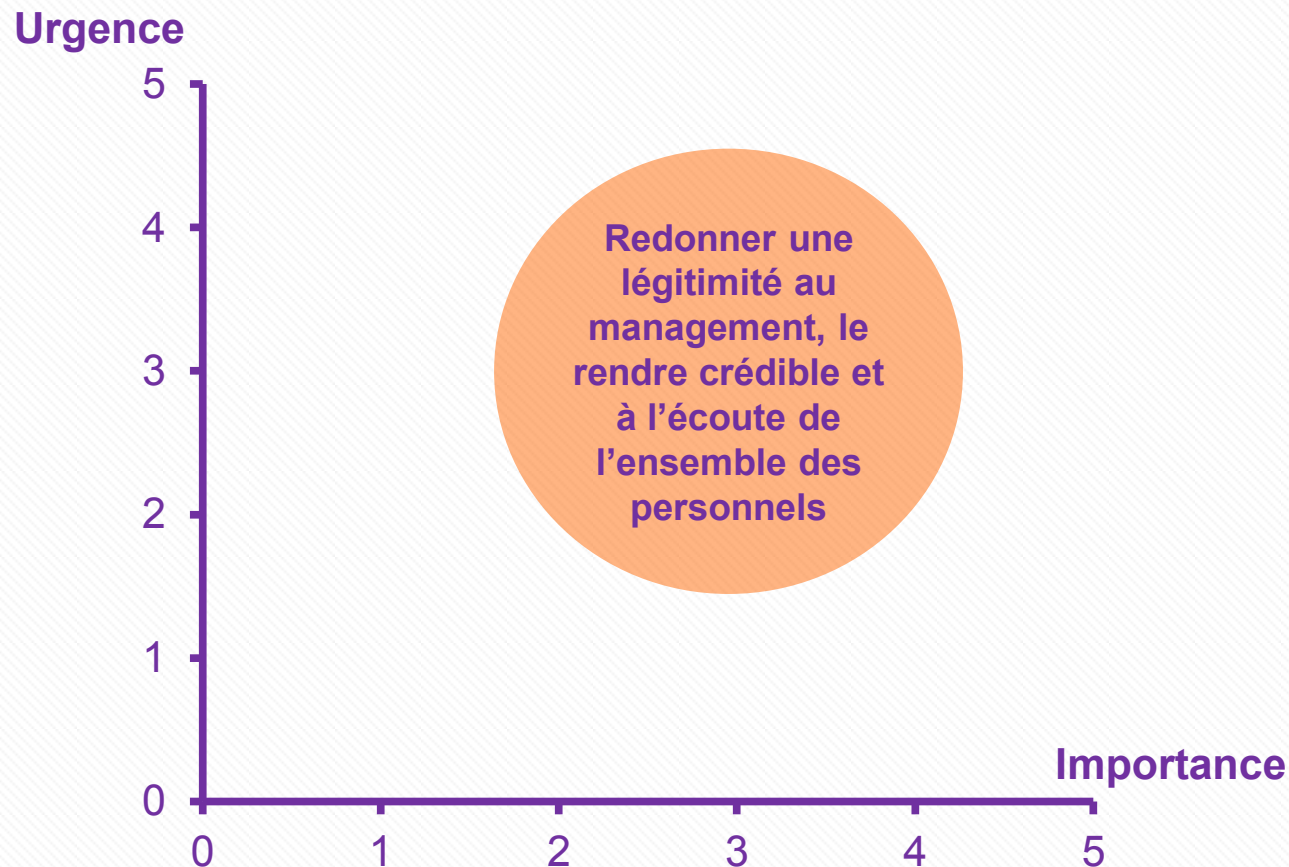 Urgence
5
4
3
2
1
0
Redonner une
légitimité au
management, le
rendre crédible et
à l’écoute de
l’ensemble des
personnels
Importance
0 1 2 3 4 5